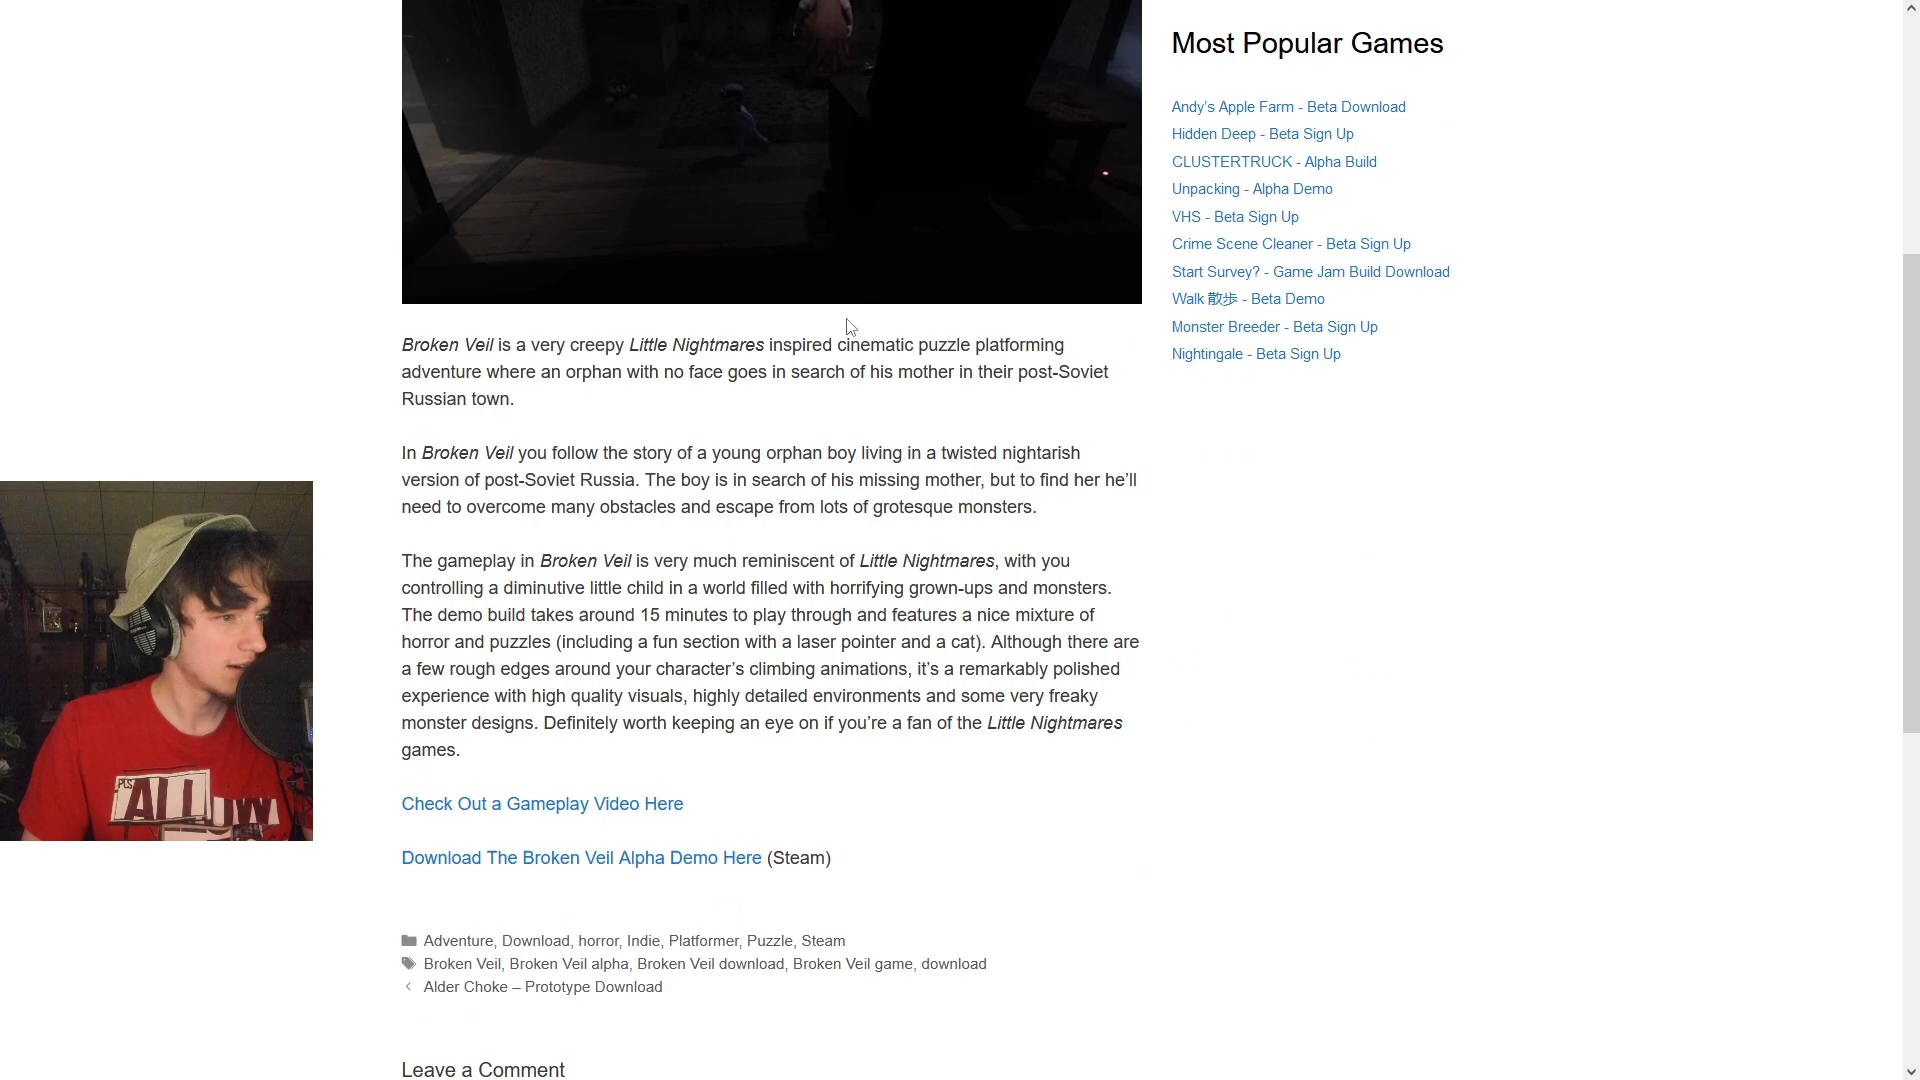 Most Popular Games
Andy's Apple Farm - Beta Download
Hidden Deep - Beta Sign Up
CLUSTERTRUCK - Alpha Build
Unpacking - Alpha Demo
VHS - Beta Sign Up
Crime Scene Cleaner - Beta Sign Up
Start Survey? - Game Jam Build Download
Walk 散歩 - Beta Demo
Monster Breeder - Beta Sign Up
Nightingale - Beta Sign Up
Broken Veil is a very creepy Little Nightmares inspired cinematic puzzle platforming
adventure where an orphan with no face goes in search of his mother in their post-Soviet
Russian town.
In Broken Veil you follow the story of a young orphan boy living in a twisted nightarish
version of post-Soviet Russia. The boy is in search of his missing mother, but to find her he'll
need to overcome many obstacles and escape from lots of grotesque monsters.
The gameplay in Broken Veil is very much reminiscent of Little Nightmares, with you
controlling a diminutive little child in a world filled with horrifying grown-ups and monsters.
The demo build takes around 15 minutes to play through and features a nice mixture of
horror and puzzles (including a fun section with a laser pointer and a cat). Although there are
a few rough edges around your character's climbing animations, it's a remarkably polished
experience with high quality visuals, highly detailed environments and some very freaky
monster designs. Definitely worth keeping an eye on if you're a fan of the Little Nightmares
games.
Check Out a Gameplay Video Here
Download The Broken Veil Alpha Demo Here (Steam)
Adventure, Download, horror, Indie, Platformer, Puzzle, Steam
Broken Veil, Broken Veil alpha, Broken Veil download, Broken Veil game, download
Alder Choke – Prototype Download
Leave a Comment
ALL